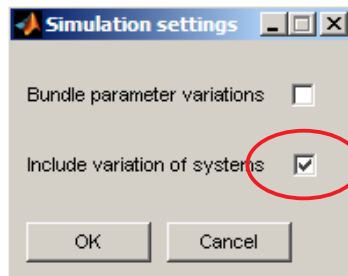 Simulation settings
Bundle parameter variations
Include variation of systems
OK Cancel